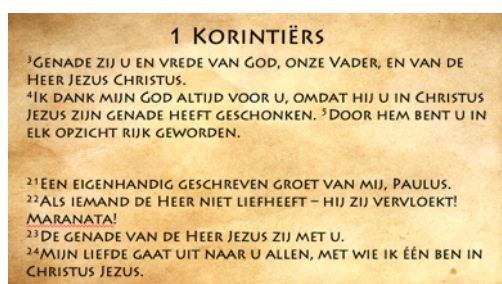 1 KORINTIËRS
³GENADE ZIJ U EN VREDE VAN GOD, ONZE VADER, EN VAN DE
HEER JEZUS CHRISTUS.
⁴IK DANK MIJN GOD ALTIJD VOOR U, OMDAT HIJ U IN CHRISTUS
JEZUS ZIJN GENADE HEEFT GESCHONKEN. ⁵DOOR HEM BENT U IN
ELK OPZICHT RIJK GEWORDEN.
²¹EEN EIGENHANDIG GESCHREVEN GROET VAN MIJ, PAULUS.
²²ALS IEMAND DE HEER NIET LIEFHEEFT – HIJ ZIJ VERVLOEKT!
MARANATA!
²³DE GENADE VAN DE HEER JEZUS ZIJ MET U.
²⁴MIJN LIEFDE GAAT UIT NAAR U ALLEN, MET WIE IK ÉÉN BEN IN
CHRISTUS JEZUS.